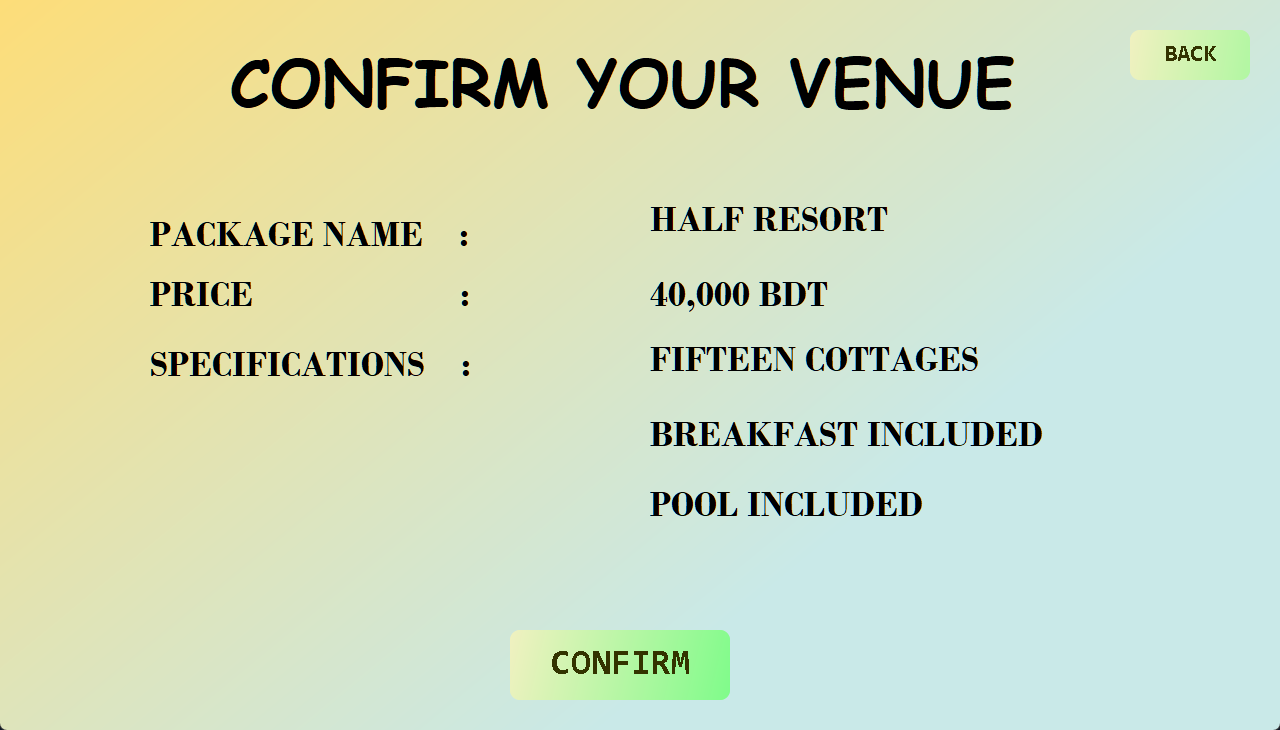 BACK
CONFIRM YOUR VENUE
PACKAGE NAME : HALF RESORT
PRICE : 40,000 BDT
SPECIFICATIONS : FIFTEEN COTTAGES
BREAKFAST INCLUDED
POOL INCLUDED
CONFIRM